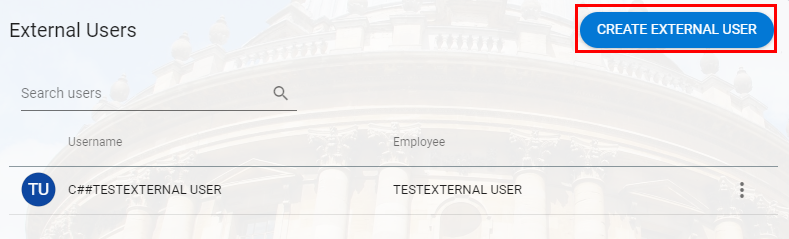 External Users
CREATE EXTERNAL USER
Search users
Username Employee
TU C##TESTEXTERNAL USER TESTEXTERNAL USER